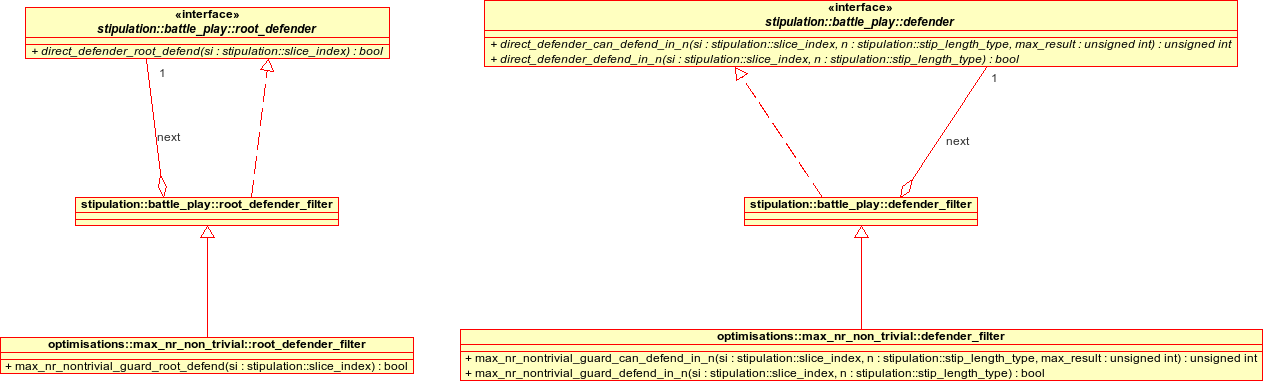 «interface»
stipulation::battle_play::root_defender
+ direct_defender_root_defend(si : stipulation::slice_index) : bool
1
next
stipulation::battle_play::root_defender_filter
optimisations::max_nr_non_trivial::root_defender_filter
+ max_nr_nontrivial_guard_root_defend(si : stipulation::slice_index) : bool
«interface»
stipulation::battle_play::defender
+ direct_defender_can_defend_in_n(si : stipulation::slice_index, n : stipulation::stip_length_type, max_result : unsigned int) : unsigned int
+ direct_defender_defend_in_n(si : stipulation::slice_index, n : stipulation::stip_length_type) : bool
1
next
stipulation::battle_play::defender_filter
optimisations::max_nr_non_trivial::defender_filter
+ max_nr_nontrivial_guard_can_defend_in_n(si : stipulation::slice_index, n : stipulation::stip_length_type, max_result : unsigned int) : unsigned int
+ max_nr_nontrivial_guard_defend_in_n(si : stipulation::slice_index, n : stipulation::stip_length_type) : bool